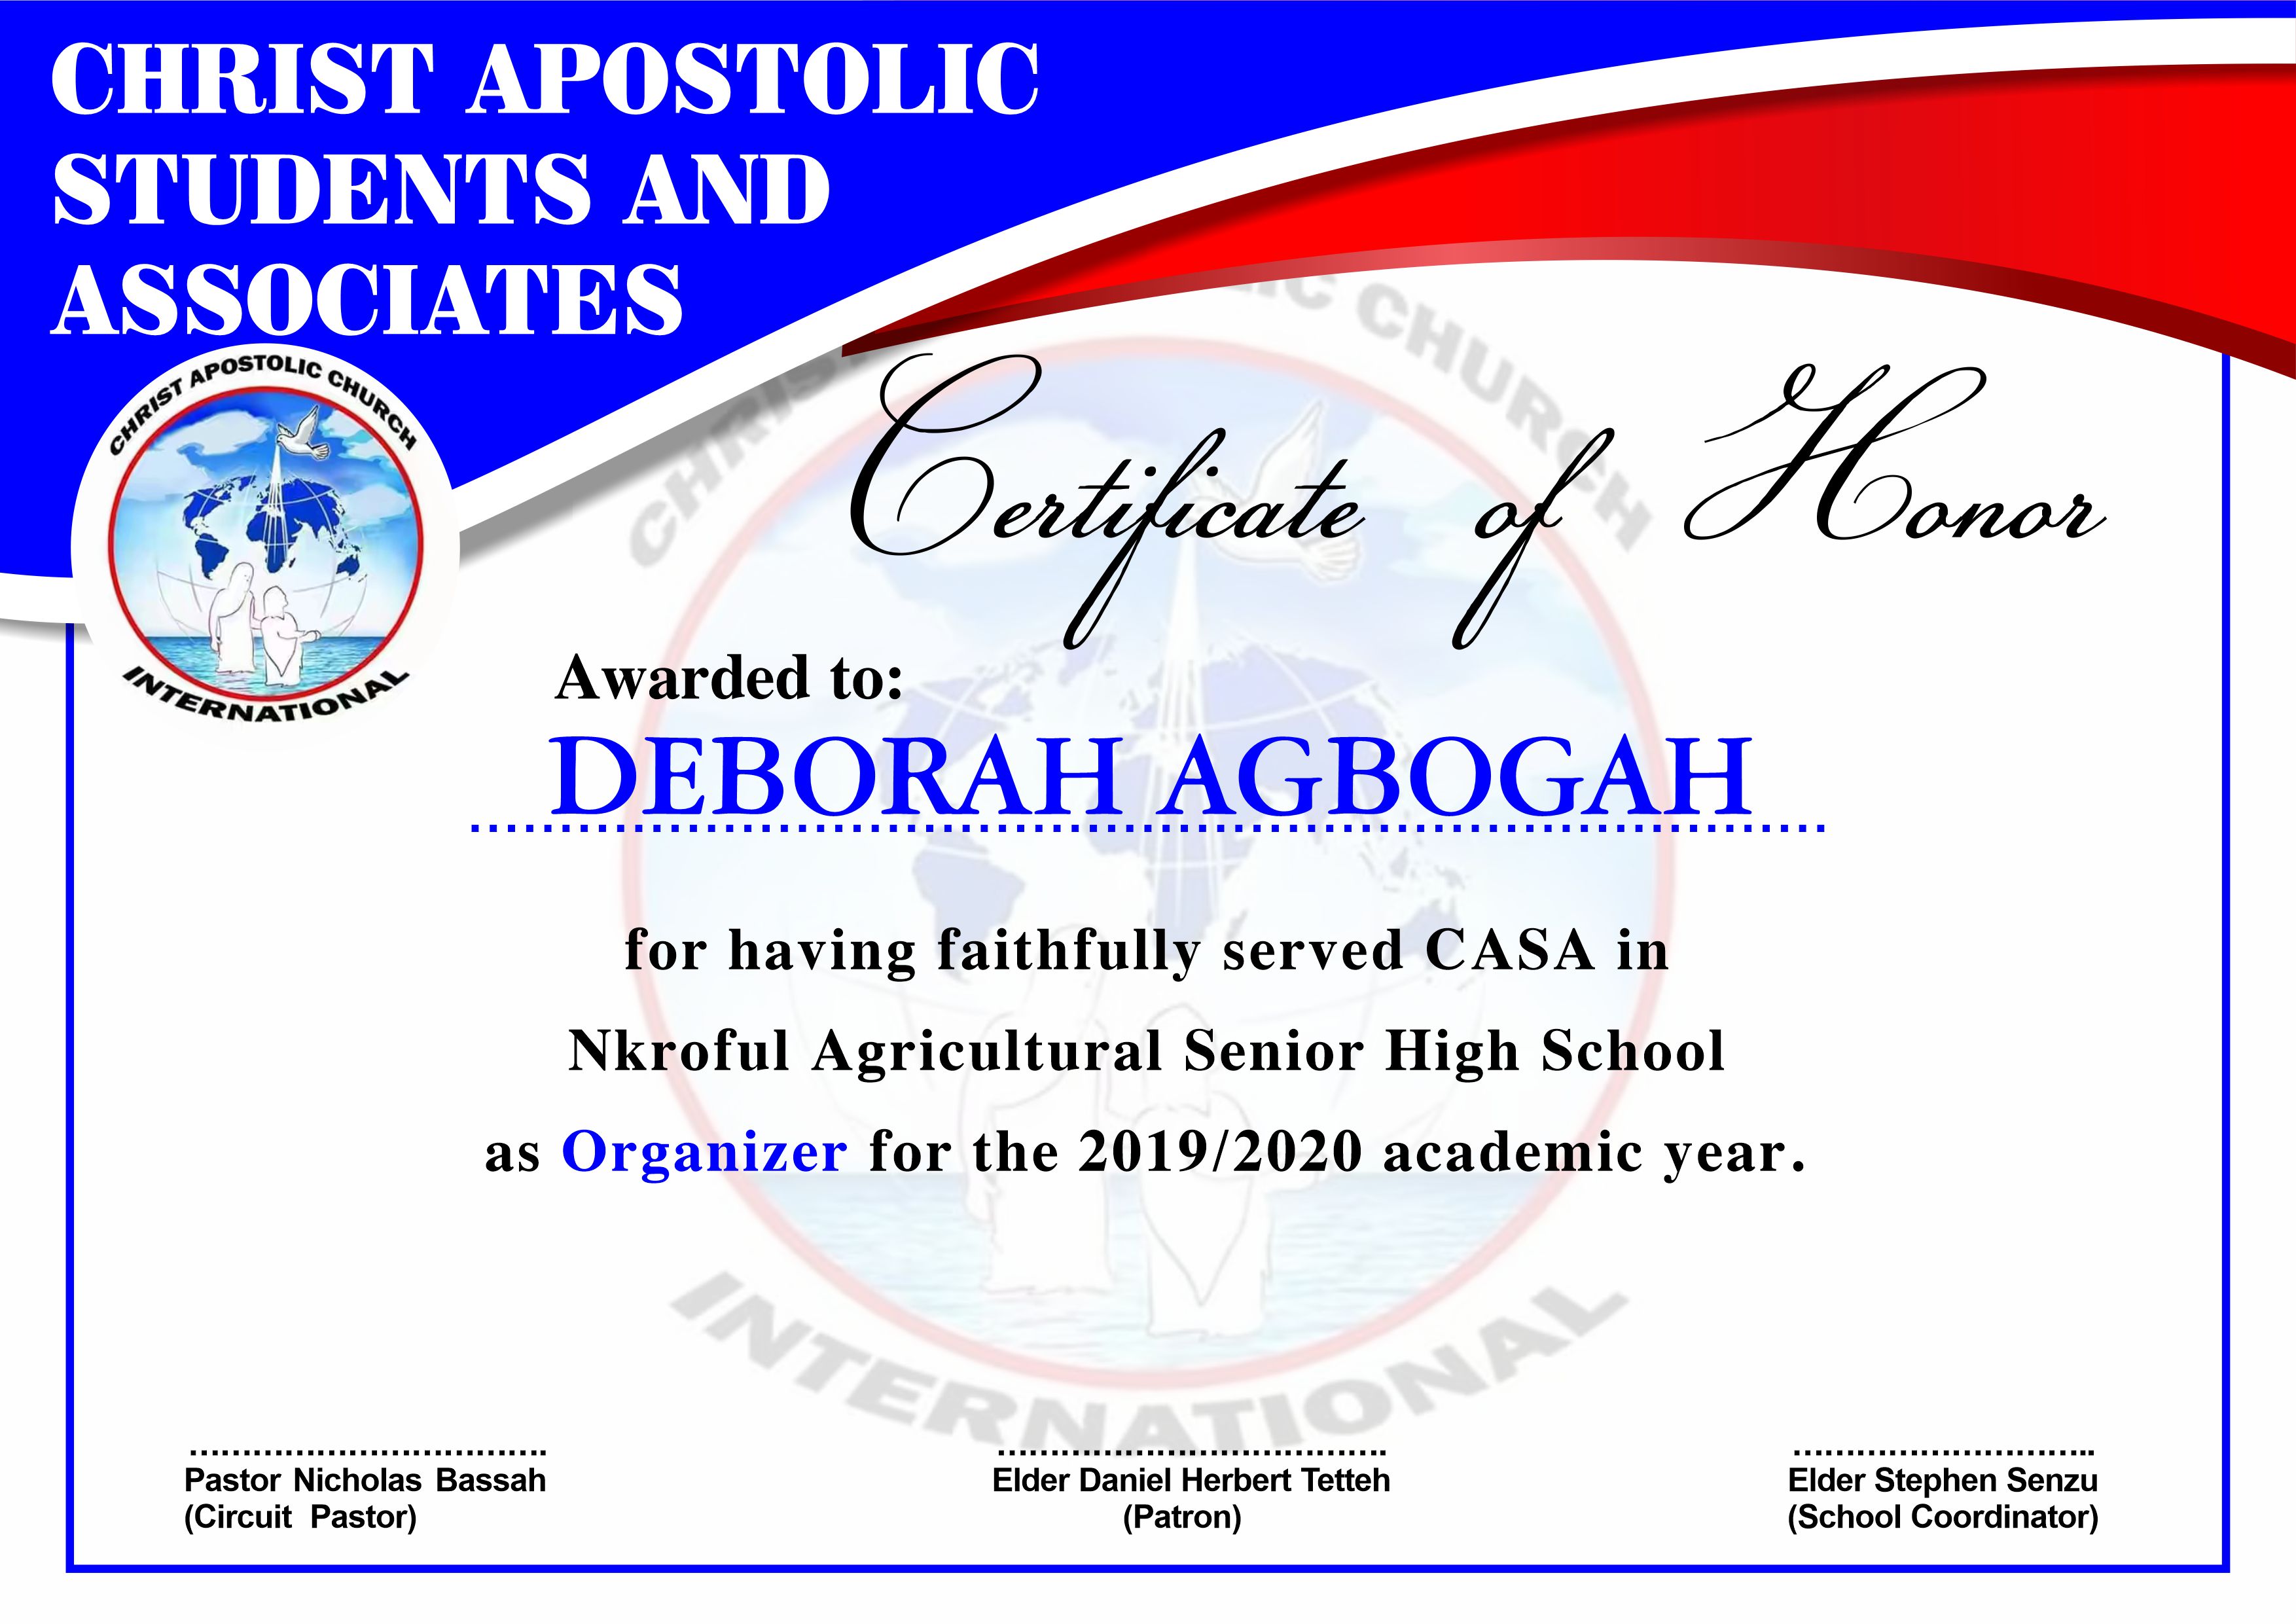 CHRIST APOSTOLIC
STUDENTS AND
ASSOCIATES
CHRIST APOSTOLIC CHURCH
INTERNATIONAL
Certificate of Honor
Awarded to:
DEBORAH AGBOGAH
for having faithfully served CASA in
Nkroful Agricultural Senior High School
as Organizer for the 2019/2020 academic year.
CHRIST IC CHURCH
INTERNATIONAL
Pastor Nicholas Bassah
(Circuit Pastor)
Elder Daniel Herbert Tetteh
(Patron)
Elder Stephen Senzu
(School Coordinator)